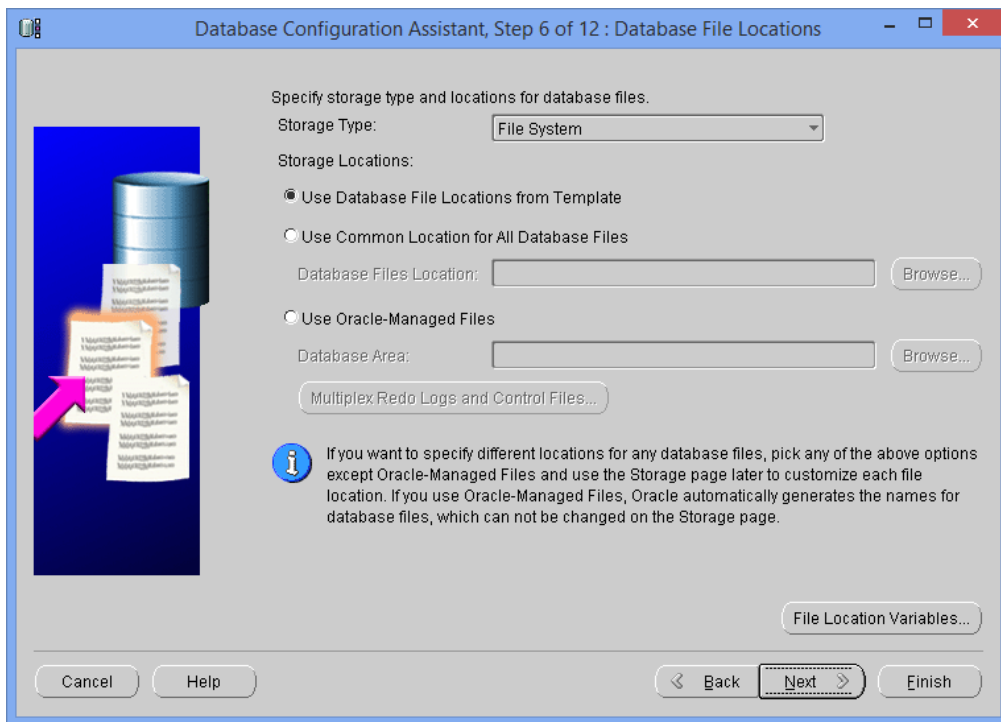 Database Configuration Assistant, Step 6 of 12 : Database File Locations
Specify storage type and locations for database files.
Storage Type:
File System
Storage Locations:
Use Database File Locations from Template
Use Common Location for All Database Files
Database Files Location:
Browse...
Use Oracle-Managed Files
Database Area:
Browse...
Multiplex Redo Logs and Control Files...
If you want to specify different locations for any database files, pick any of the above options
except Oracle-Managed Files and use the Storage page later to customize each file
location. If you use Oracle-Managed Files, Oracle automatically generates the names for
database files, which can not be changed on the Storage page.
File Location Variables...
Cancel
Help
Back
Next
Finish